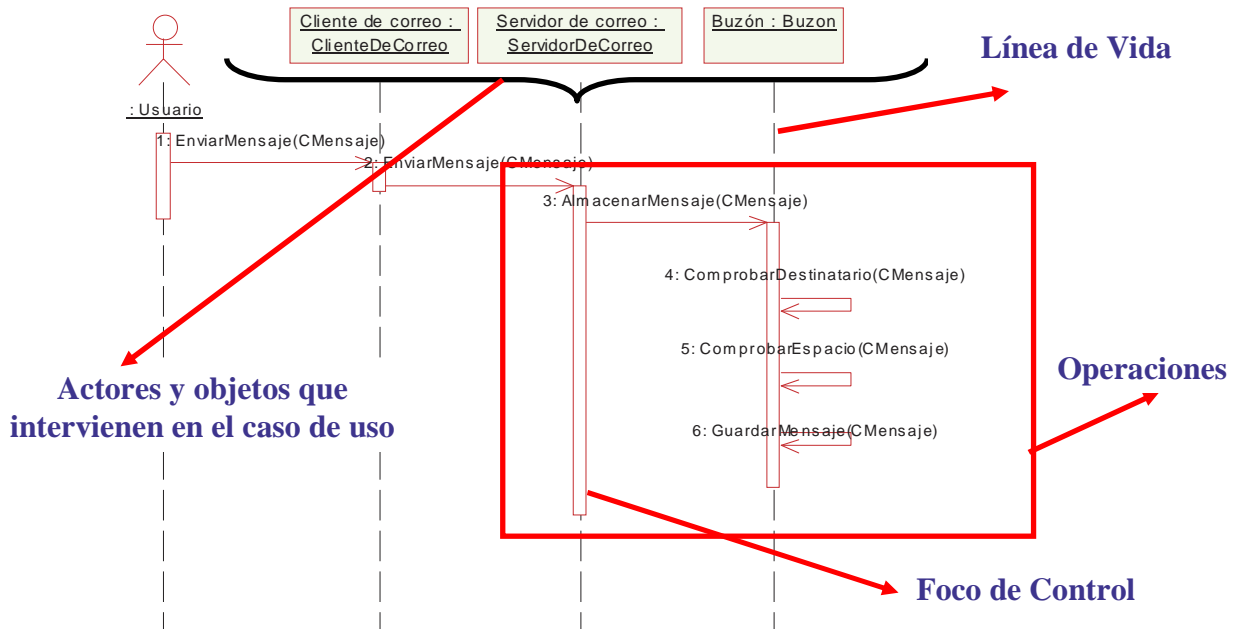 Cliente de correo :
ClienteDeCorreo
Servidor de correo :
ServidorDeCorreo
Buzón : Buzon
Línea de Vida
: Usuario
1: EnviarMensaje(CMensaje)
2: EnviarMensaje(CMensaje)
3: AlmacenarMensaje(CMensaje)
4: ComprobarDestinatario(CMensaje)
5: ComprobarEspacio(CMensaje)
6: GuardarMensaje(CMensaje)
Actores y objetos que
intervienen en el caso de uso
Operaciones
Foco de Control